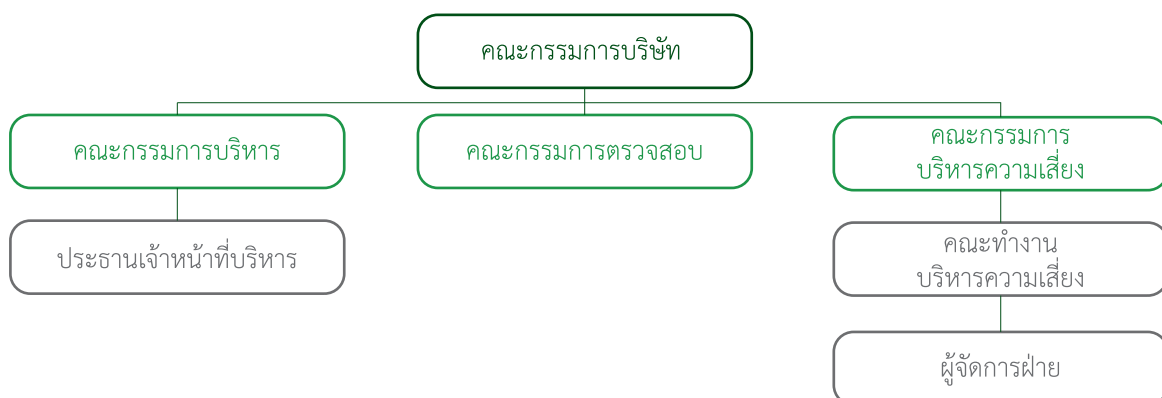 คณะกรรมการบริษัท
คณะกรรมการบริหาร
คณะกรรมการตรวจสอบ
คณะกรรมการ
บริหารความเสี่ยง
ประธานเจ้าหน้าที่บริหาร
คณะทำงาน
บริหารความเสี่ยง
ผู้จัดการฝ่าย